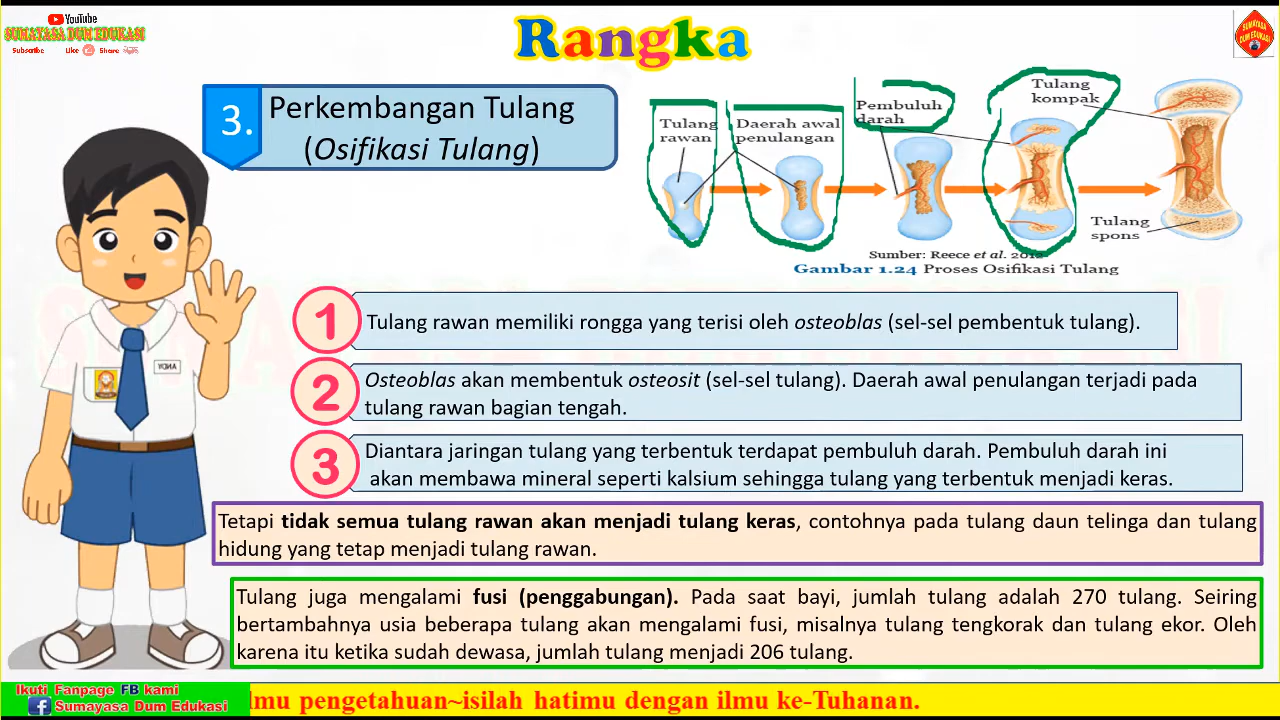 YouTube
SUMAYASA DUM EDUKASI
Subscribe Like Share
Rangka
SUMAYASA
DUM EDUKASI
3.
Perkembangan Tulang
(Osifikasi Tulang)
Tulang
rawan
Daerah awal
penulangan
Pembuluh
darah
Tulang
kompak
Tulang
spons
Sumber: Reece et al. 2012
Gambar 1.24 Proses Osifikasi Tulang
1
Tulang rawan memiliki rongga yang terisi oleh osteoblas (sel-sel pembentuk tulang).
2
Osteoblas akan membentuk osteosit (sel-sel tulang). Daerah awal penulangan terjadi pada
tulang rawan bagian tengah.
3
Diantara jaringan tulang yang terbentuk terdapat pembuluh darah. Pembuluh darah ini
akan membawa mineral seperti kalsium sehingga tulang yang terbentuk menjadi keras.
ANDY
Tetapi tidak semua tulang rawan akan menjadi tulang keras, contohnya pada tulang daun telinga dan tulang
hidung yang tetap menjadi tulang rawan.
Tulang juga mengalami fusi (penggabungan). Pada saat bayi, jumlah tulang adalah 270 tulang. Seiring
bertambahnya usia beberapa tulang akan mengalami fusi, misalnya tulang tengkorak dan tulang ekor. Oleh
karena itu ketika sudah dewasa, jumlah tulang menjadi 206 tulang.
Ikuti Fanpage FB kami
Sumayasa Dum Edukasi
lmu pengetahuan~isilah hatimu dengan ilmu ke-Tuhanan.